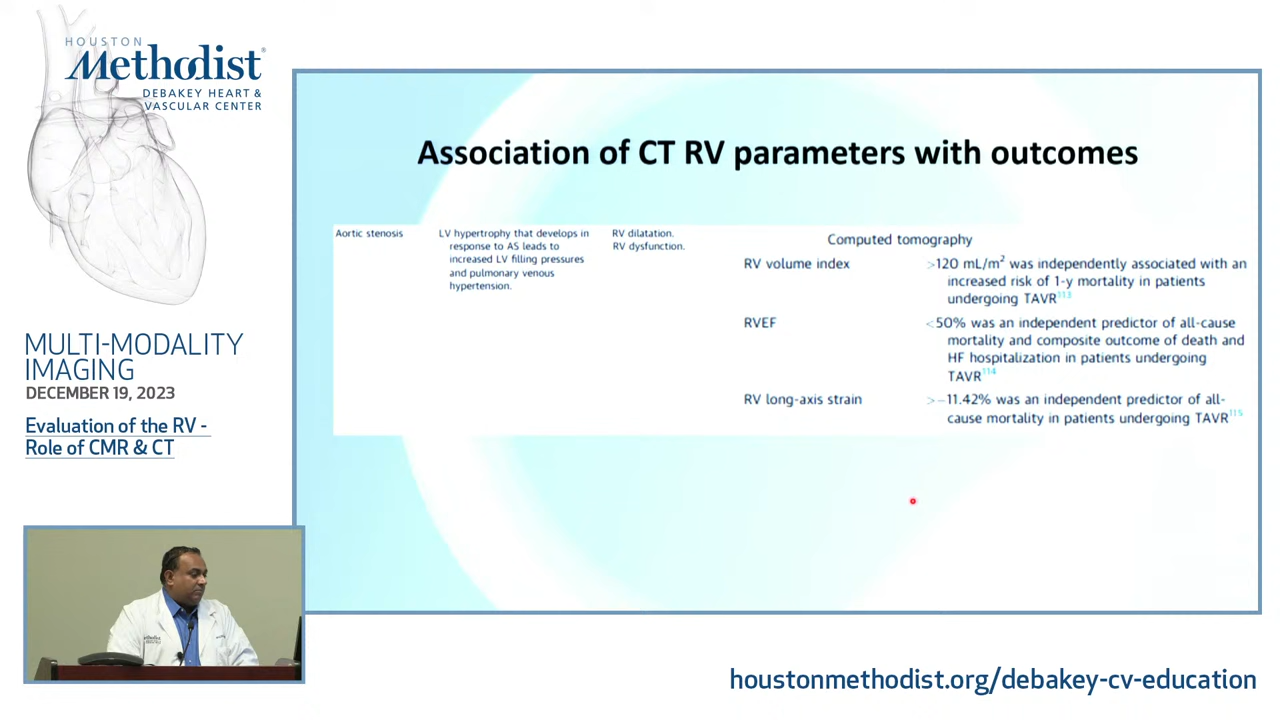 HOUSTON
Methodist®
DEBAKEY HEART &
VASCULAR CENTER
MULTI-MODALITY
IMAGING
DECEMBER 19, 2023
Evaluation of the RV -
Role of CMR & CT
Association of CT RV parameters with outcomes
Aortic stenosis
LV hypertrophy that develops in
response to AS leads to
increased LV filling pressures
and pulmonary venous
hypertension.
RV dilatation.
RV dysfunction.
Computed tomography
RV volume index
>120 mL/m² was independently associated with an
increased risk of 1-y mortality in patients
undergoing TAVR113
RVEF
<50% was an independent predictor of all-cause
mortality and composite outcome of death and
HF hospitalization in patients undergoing
TAVR114
RV long-axis strain
>−11.42% was an independent predictor of all-
cause mortality in patients undergoing TAVR115
houstonmethodist.org/debakey-cv-education